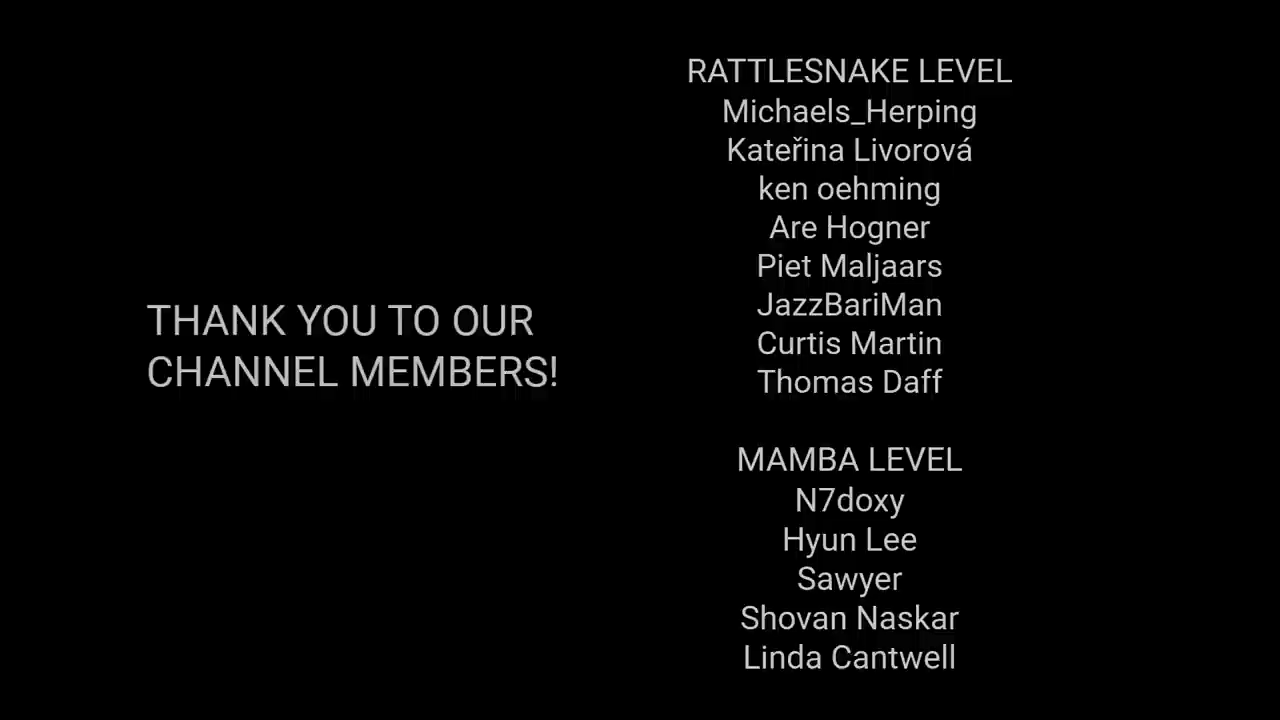 THANK YOU TO OUR
CHANNEL MEMBERS!
RATTLESNAKE LEVEL
Michaels_Herping
Kateřina Livorová
ken oehming
Are Hogner
Piet Maljaars
JazzBariMan
Curtis Martin
Thomas Daff
MAMBA LEVEL
N7doxy
Hyun Lee
Sawyer
Shovan Naskar
Linda Cantwell